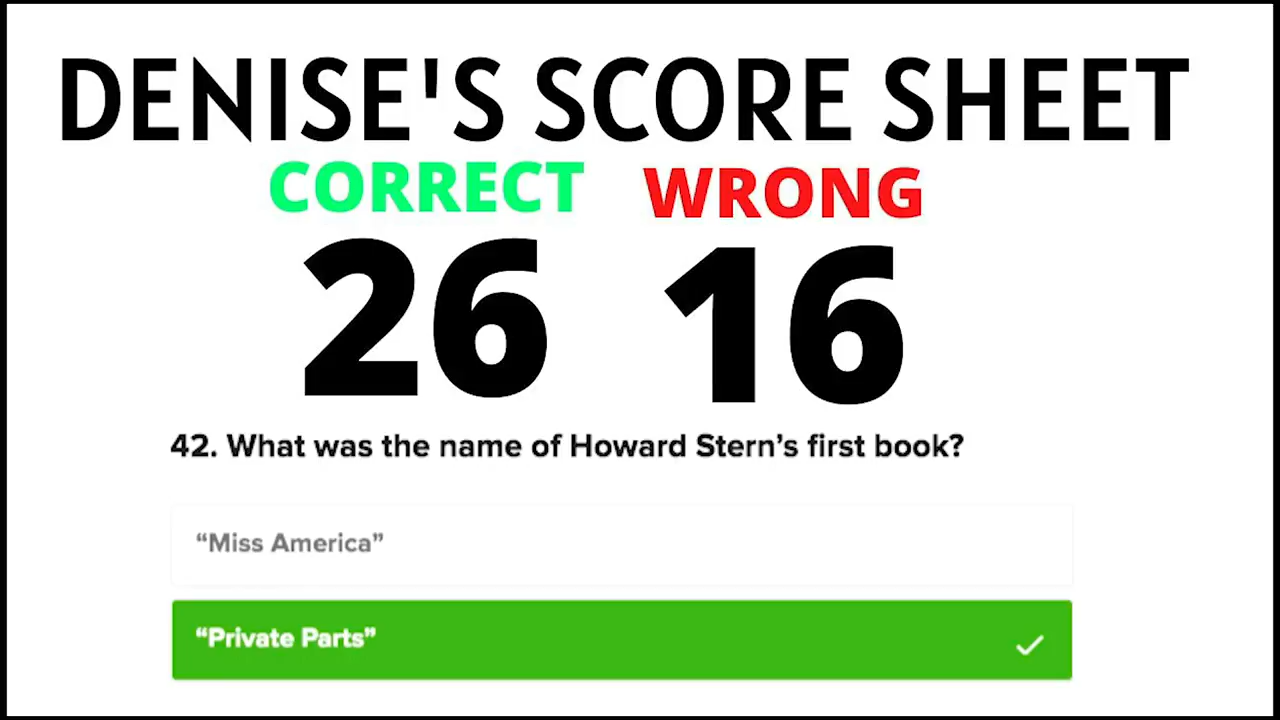 DENISE'S SCORE SHEET
CORRECT WRONG
26 16
42. What was the name of Howard Stern’s first book?
“Miss America”
“Private Parts”